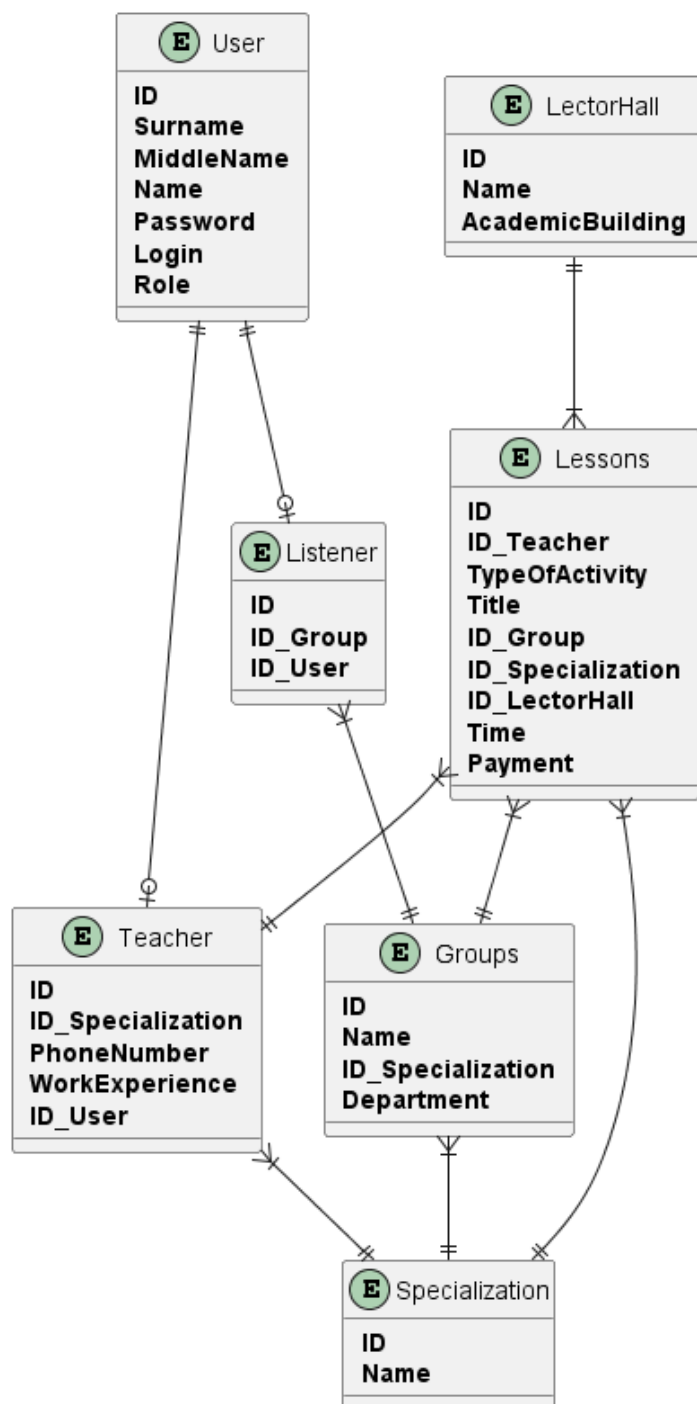 E User
ID
Surname
MiddleName
Name
Password
Login
Role
E LectorHall
ID
Name
AcademicBuilding
E Lessons
ID
ID_Teacher
TypeOfActivity
Title
ID_Group
ID_Specialization
ID_LectorHall
Time
Payment
E Listener
ID
ID_Group
ID_User
E Teacher
ID
ID_Specialization
PhoneNumber
WorkExperience
ID_User
E Groups
ID
Name
ID_Specialization
Department
E Specialization
ID
Name